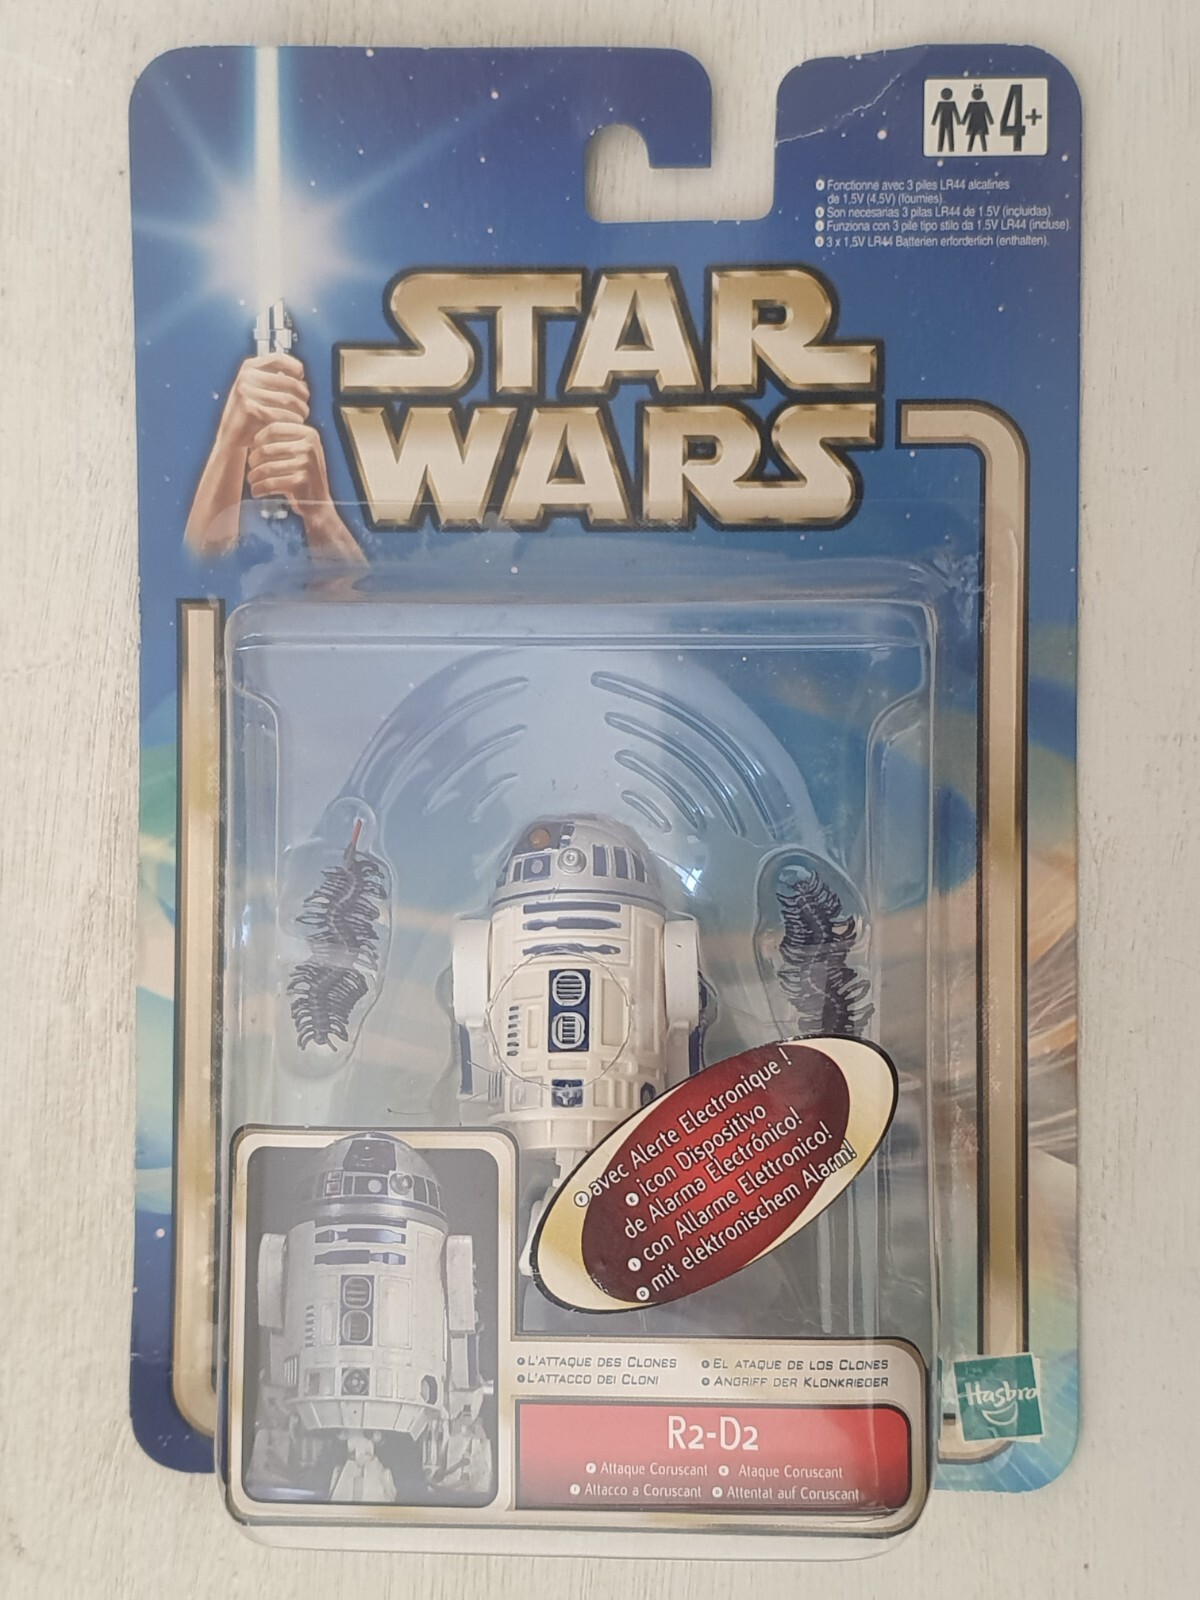 4+
F Fonctionne avec 3 piles LR44 alcalines
de 1,5V (4,5V) (fournies).
E Son necesarias 3 pilas LR44 de 1.5V (incluidas).
I Funziona con 3 pile tipo stilo da 1.5V LR44 (incluse).
D 3 x 1,5V LR44 Batterien erforderlich (enthalten).
STAR
WARS
F avec Alerte Electronique !
E ¡con Dispositivo
de Alarma Electrónico!
I con Allarme Elettronico!
D mit elektronischem Alarm!
F L'ATTAQUE DES CLONES
E EL ATAQUE DE LOS CLONES
I L'ATTACCO DEI CLONI
D ANGRIFF DER KLONKRIEGER
Hasbro
R2-D2
F Attaque Coruscant E Ataque Coruscant
I Attacco a Coruscant D Attentat auf Coruscant